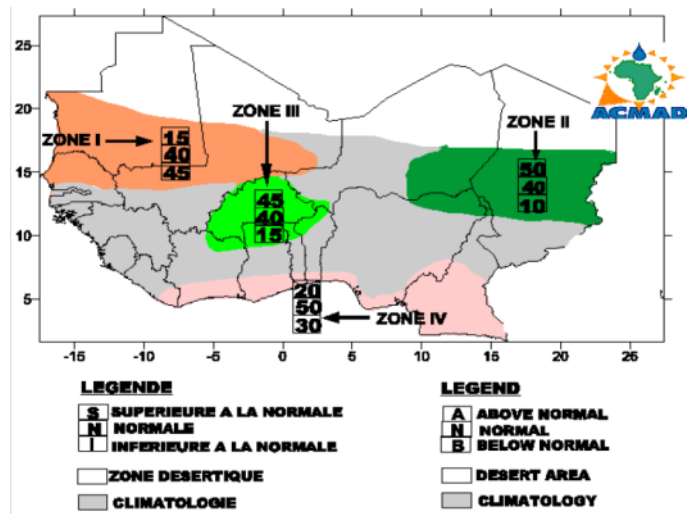 25
20
15
10
5
-15
-10
-5
0
5
10
15
20
25
ACMAD
ZONE I
15
40
45
ZONE III
45
40
15
ZONE II
50
40
10
20
50
30
ZONE IV
LEGENDE
S SUPERIEURE A LA NORMALE
N NORMALE
I INFERIEURE A LA NORMALE
ZONE DESERTIQUE
CLIMATOLOGIE
LEGEND
A ABOVE NORMAL
N NORMAL
B BELOW NORMAL
DESERT AREA
CLIMATOLOGY